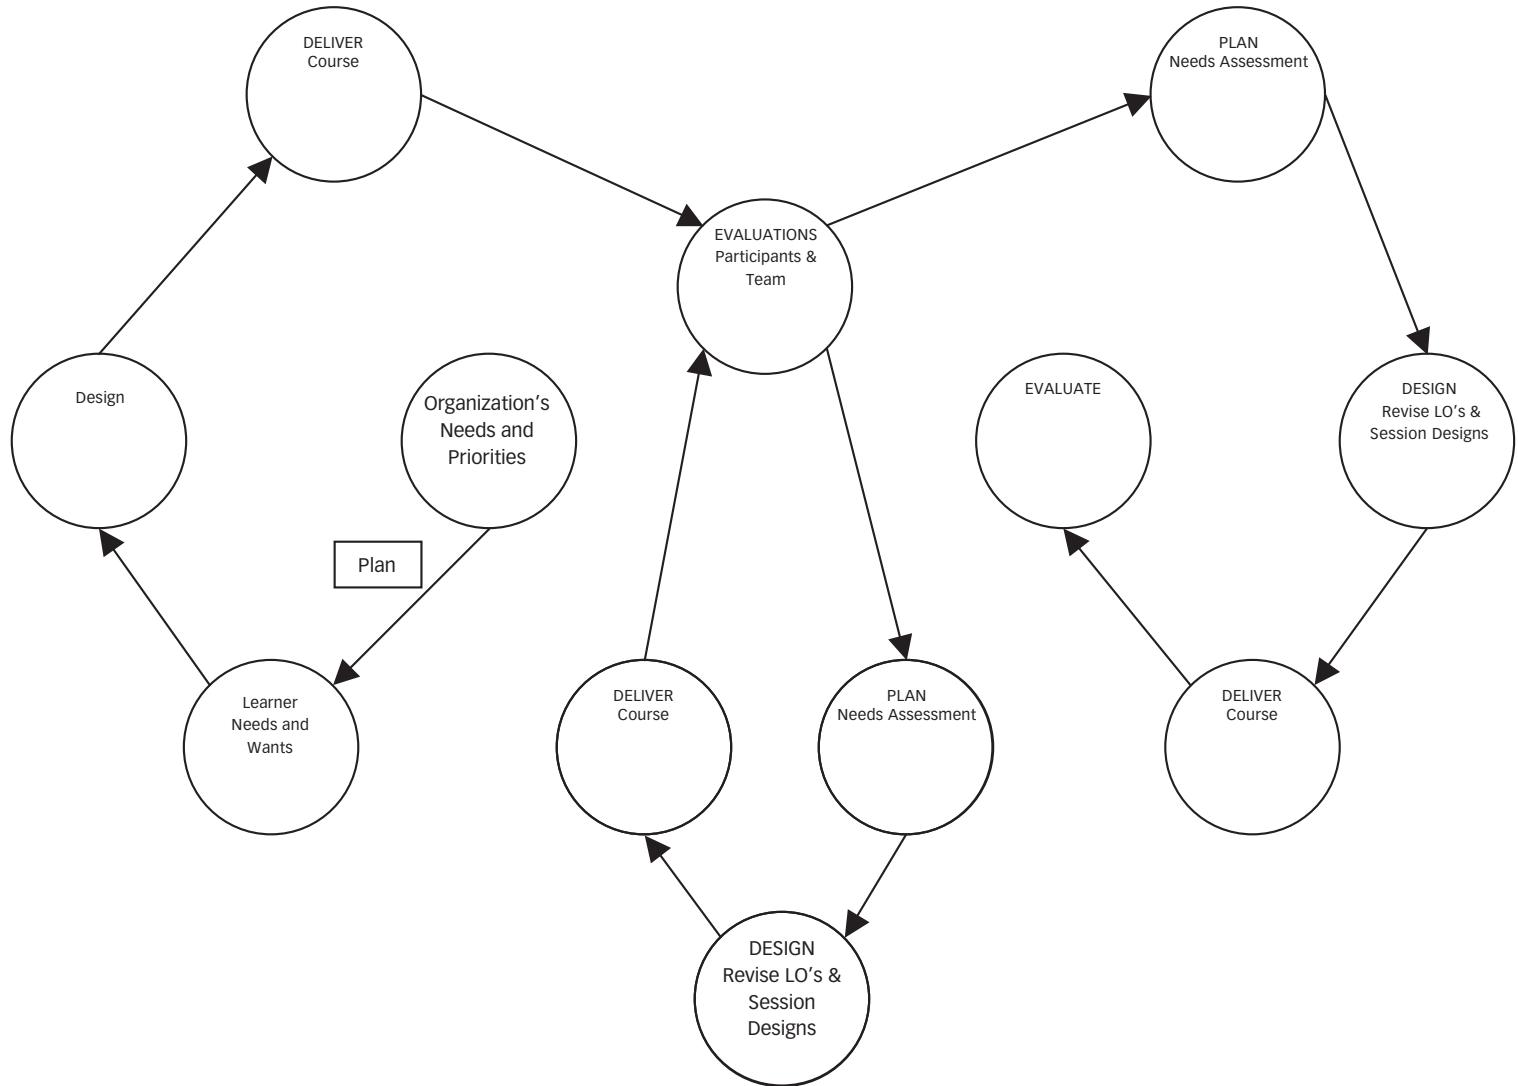 DELIVER
Course
PLAN
Needs Assessment
EVALUATIONS
Participants &
Team
Design
Organization’s
Needs and
Priorities
EVALUATE
DESIGN
Revise LO’s &
Session Designs
Plan
Learner
Needs and
Wants
DELIVER
Course
PLAN
Needs Assessment
DELIVER
Course
DESIGN
Revise LO’s &
Session
Designs